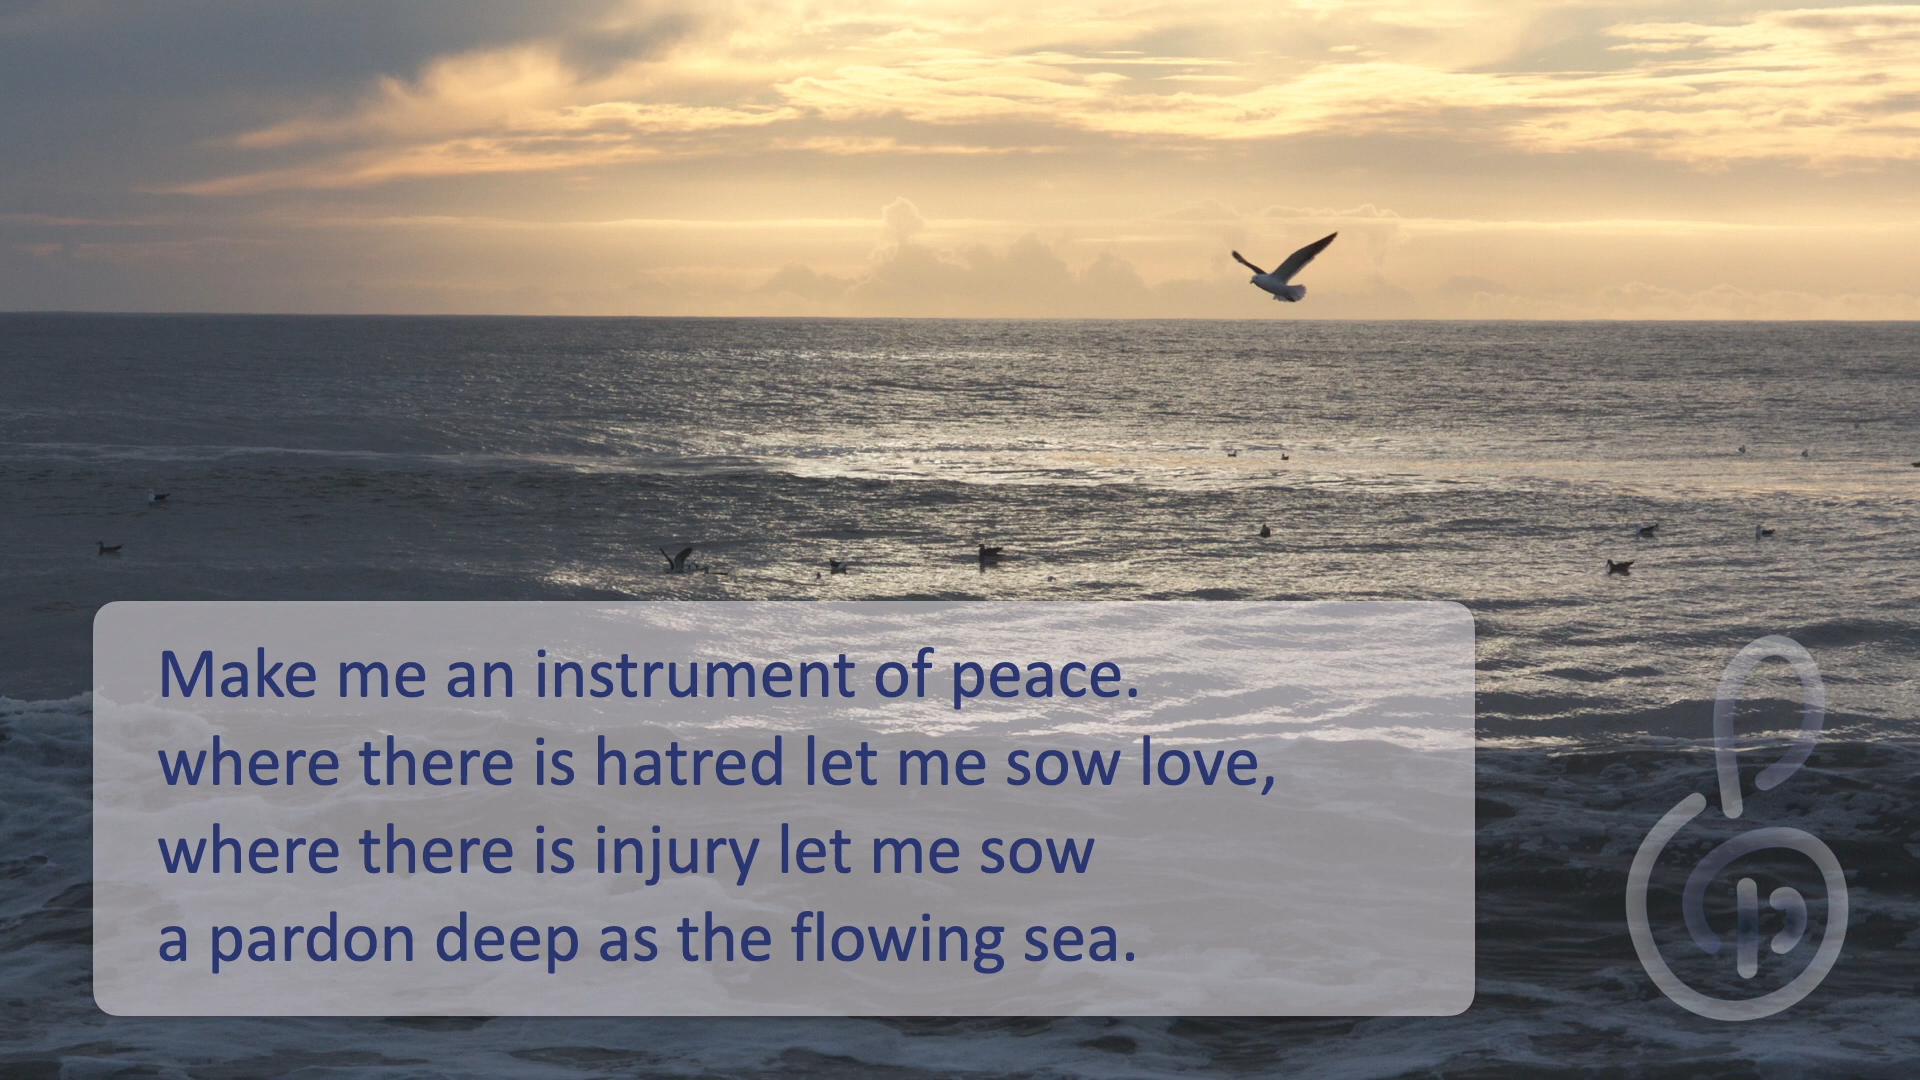 Make me an instrument of peace.
where there is hatred let me sow love,
where there is injury let me sow
a pardon deep as the flowing sea.